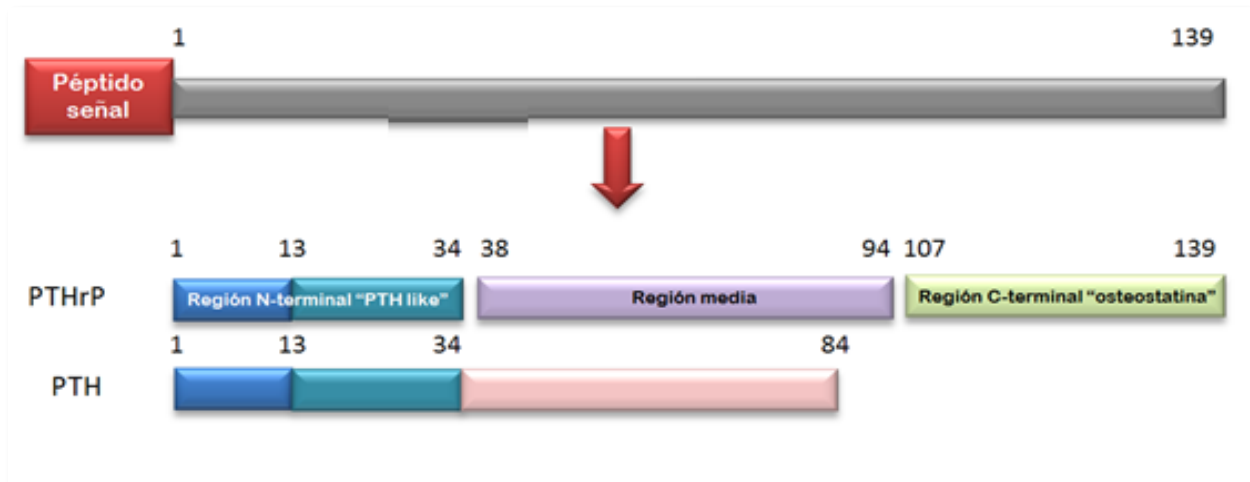 1 139
Péptido
señal
1 13 34 38 94 107 139
PTHrP Región N-terminal "PTH like" Región media Región C-terminal "osteostatina"
1 13 34 84
PTH